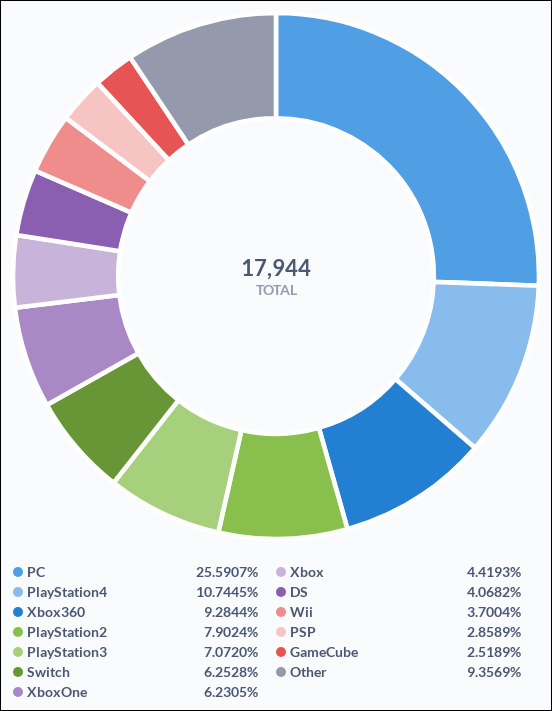 17,944
TOTAL
PC 25.5907%
PlayStation4 10.7445%
Xbox360 9.2844%
PlayStation2 7.9024%
PlayStation3 7.0720%
Switch 6.2528%
XboxOne 6.2305%
Xbox 4.4193%
DS 4.0682%
Wii 3.7004%
PSP 2.8589%
GameCube 2.5189%
Other 9.3569%